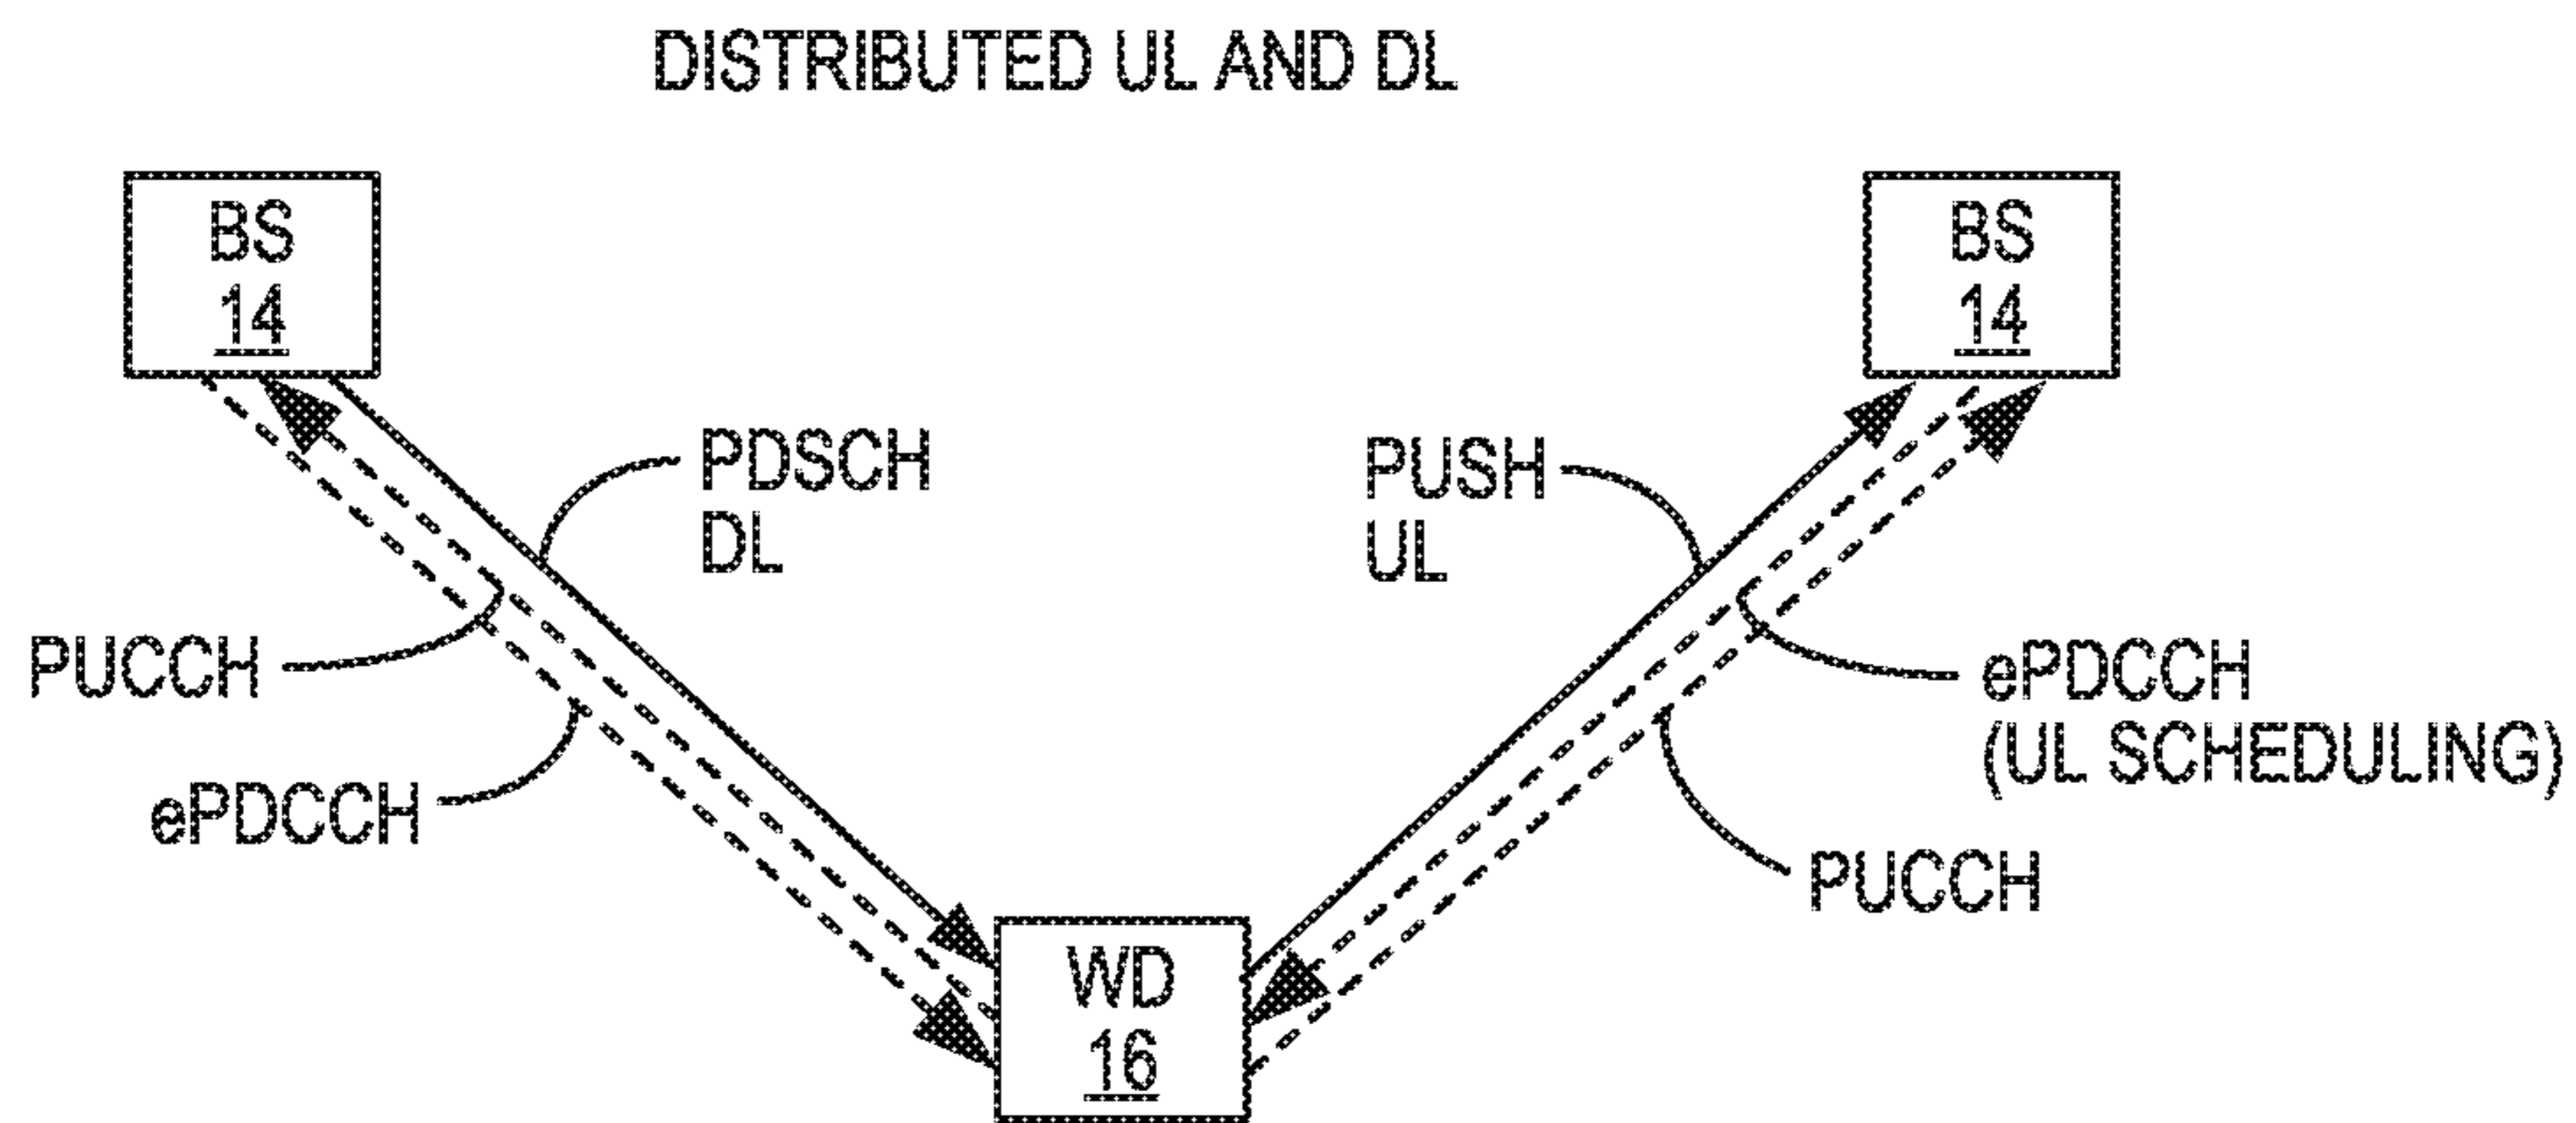 DISTRIBUTED UL AND DL
BS
14
BS
14
PDSCH
DL
PUSH
UL
PUCCH
ePDCCH
ePDCCH
(UL SCHEDULING)
PUCCH
WD
16